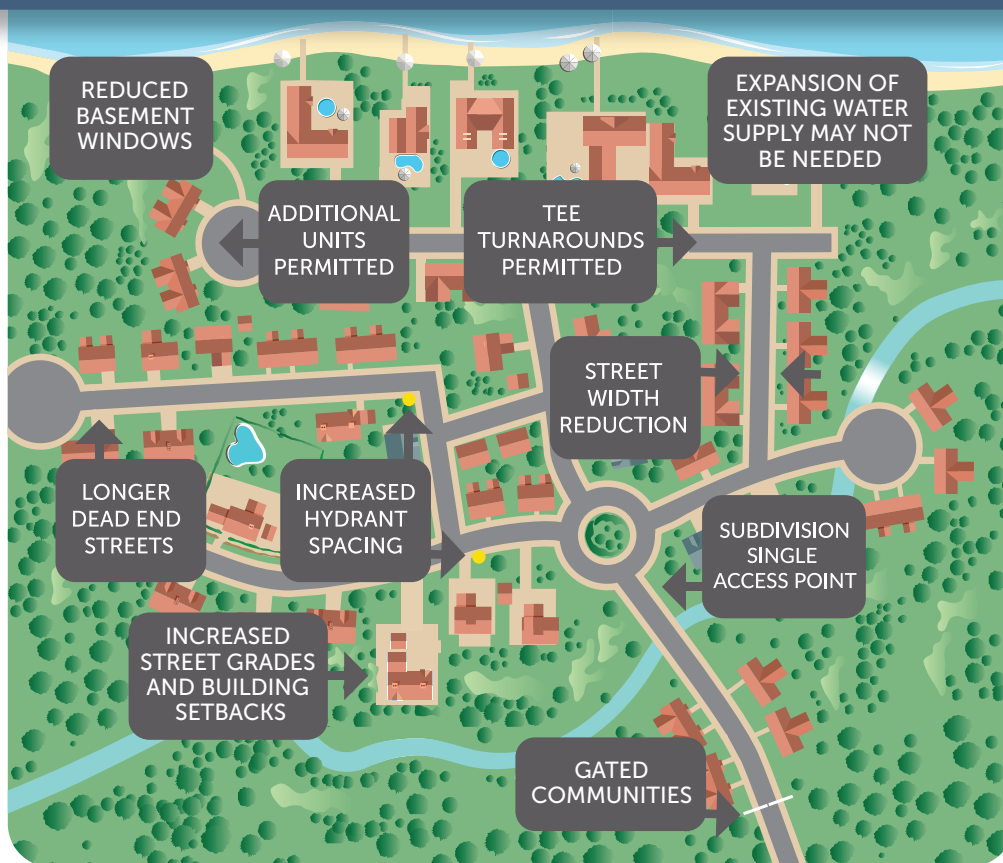 REDUCED
BASEMENT
WINDOWS
EXPANSION OF
EXISTING WATER
SUPPLY MAY NOT
BE NEEDED
ADDITIONAL
UNITS
PERMITTED
TEE
TURNAROUNDS
PERMITTED
STREET
WIDTH
REDUCTION
LONGER
DEAD END
STREETS
INCREASED
HYDRANT
SPACING
SUBDIVISION
SINGLE
ACCESS POINT
INCREASED
STREET GRADES
AND BUILDING
SETBACKS
GATED
COMMUNITIES